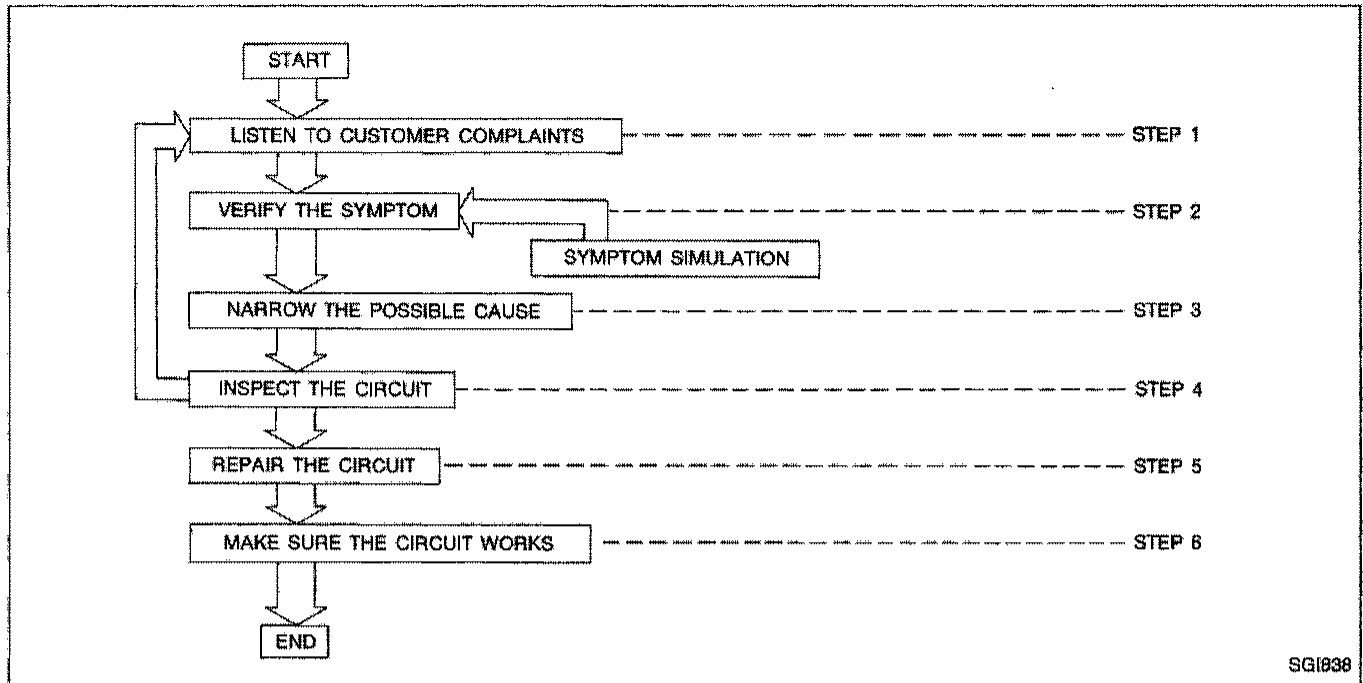 START
LISTEN TO CUSTOMER COMPLAINTS STEP 1
VERIFY THE SYMPTOM STEP 2
SYMPTOM SIMULATION
NARROW THE POSSIBLE CAUSE STEP 3
INSPECT THE CIRCUIT STEP 4
REPAIR THE CIRCUIT STEP 5
MAKE SURE THE CIRCUIT WORKS STEP 6
END
SGI838